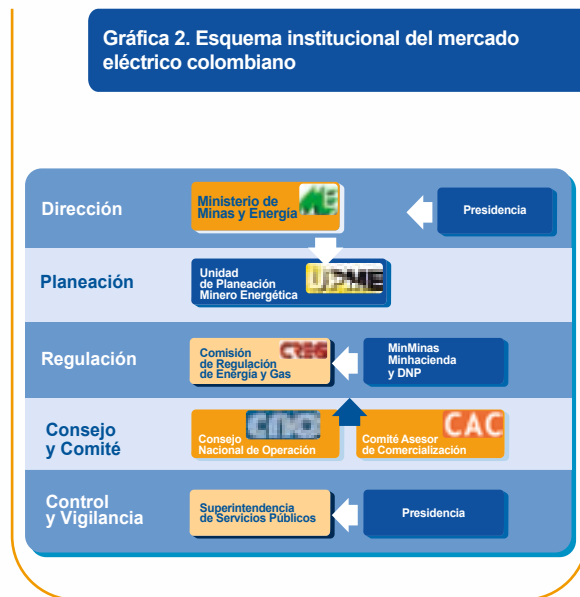 Gráfica 2. Esquema institucional del mercado
eléctrico colombiano
Dirección
Ministerio de
Minas y Energía
ME
Presidencia
Planeación
Unidad
de Planeación
Minero Energética
UPME
Regulación
Comisión
de Regulación
de Energía y Gas
CREG
MinMinas
Minhacienda
y DNP
Consejo
y Comité
Consejo
Nacional de Operación
cno
Comité Asesor
de Comercialización
CAC
Control
y Vigilancia
Superintendencia
de Servicios Públicos
Presidencia